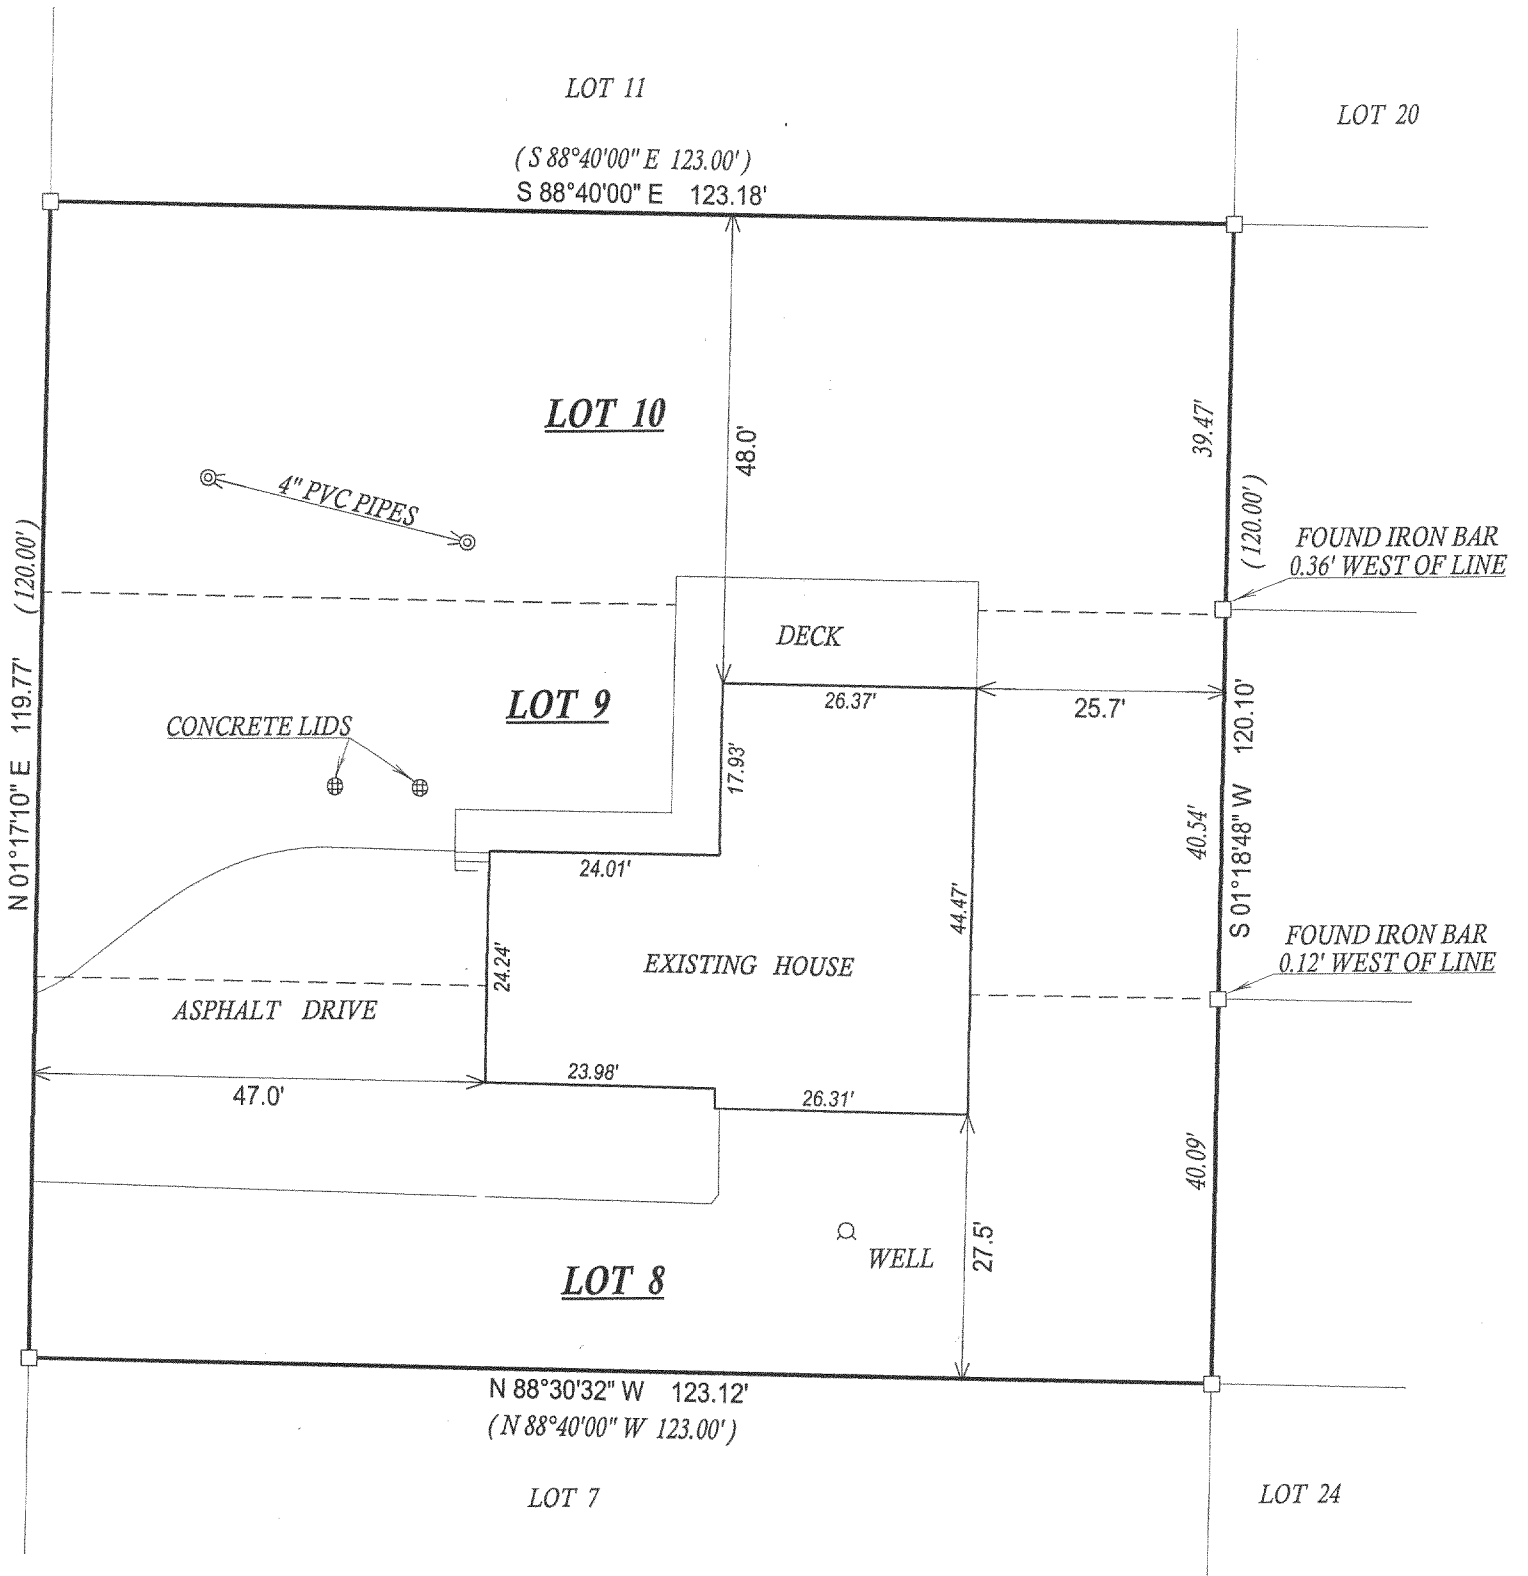 LOT 11
LOT 20
( S 88°40'00" E 123.00' )
S 88°40'00" E 123.18'
LOT 10
39.47'
48.0'
4" PVC PIPES
( 120.00' )
( 120.00' )
FOUND IRON BAR
0.36' WEST OF LINE
DECK
26.37'
25.7'
LOT 9
CONCRETE LIDS
N 01°17'10" E 119.77'
17.93'
S 01°18'48" W 120.10'
40.54'
24.01'
44.47'
24.24'
EXISTING HOUSE
FOUND IRON BAR
0.12' WEST OF LINE
ASPHALT DRIVE
47.0'
23.98'
26.31'
40.09'
27.5'
WELL
LOT 8
N 88°30'32" W 123.12'
( N 88°40'00" W 123.00' )
LOT 7
LOT 24